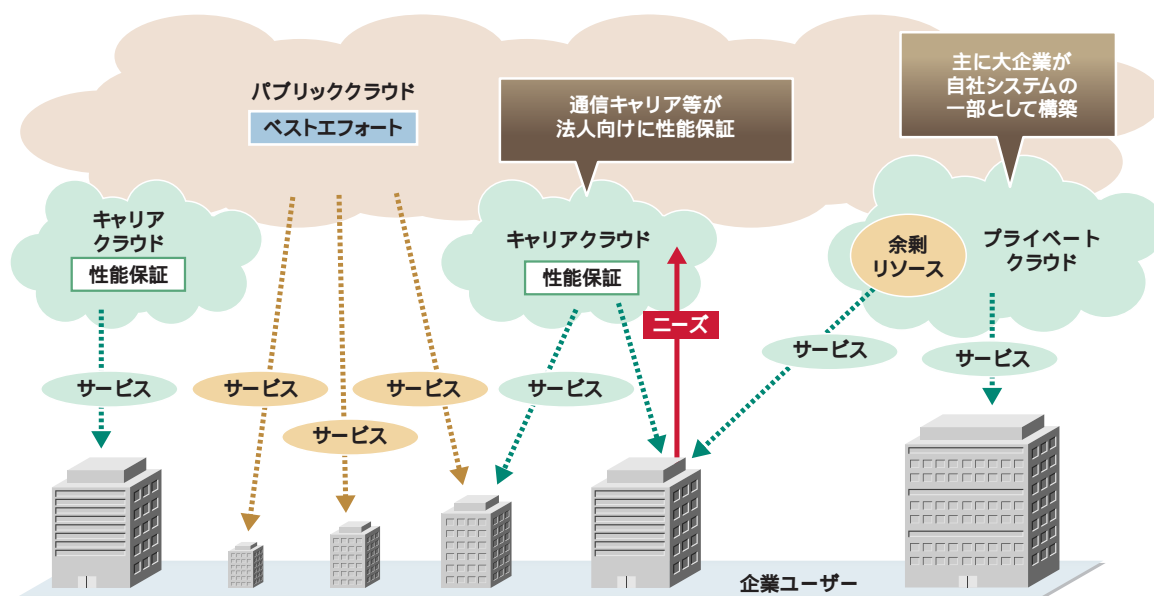 パブリッククラウド
ベストエフォート
通信キャリア等が
法人向けに性能保証
主に大企業が
自社システムの
一部として構築
キャリア
クラウド
性能保証
キャリアクラウド
性能保証
余剰
リソース
プライベート
クラウド
ニーズ
サービス
サービス
サービス
サービス
サービス
サービス
サービス
企業ユーザー